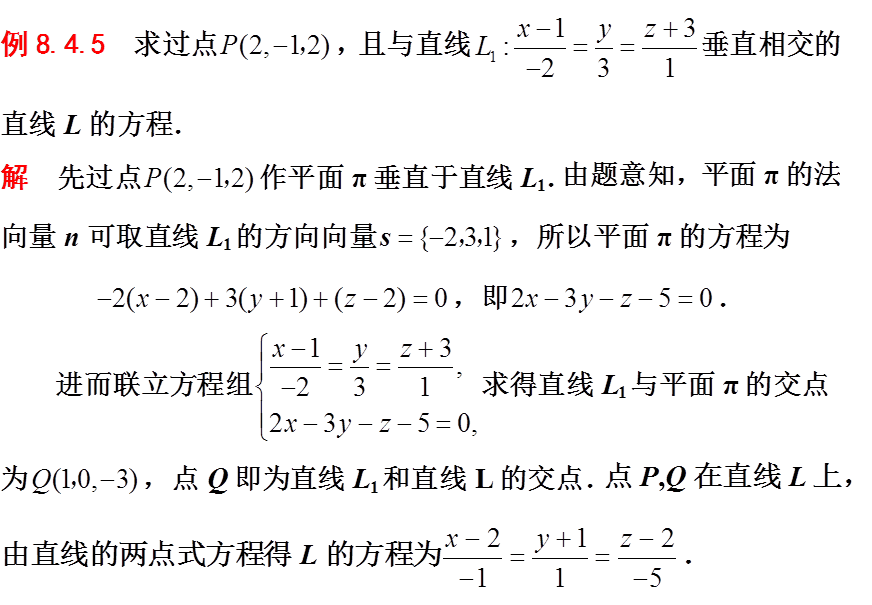 例 8.4.5 求过点P(2,−1,2)，且与直线L₁: (x−1)/(−2) = y/3 = (z+3)/1 垂直相交的
直线 L 的方程.
解 先过点P(2,−1,2)作平面 π 垂直于直线 L₁. 由题意知，平面 π 的法
向量 n 可取直线 L₁的方向向量s = {−2,3,1}，所以平面 π 的方程为
−2(x−2)+3(y+1)+(z−2)=0，即2x−3y−z−5=0．
进而联立方程组{(x−1)/(−2) = y/3 = (z+3)/1, 2x−3y−z−5=0, 求得直线 L₁与平面 π 的交点
为Q(1,0,−3)，点 Q 即为直线 L₁和直线 L 的交点. 点 P,Q 在直线 L 上，
由直线的两点式方程得 L 的方程为(x−2)/(−1) = (y+1)/1 = (z−2)/(−5)．